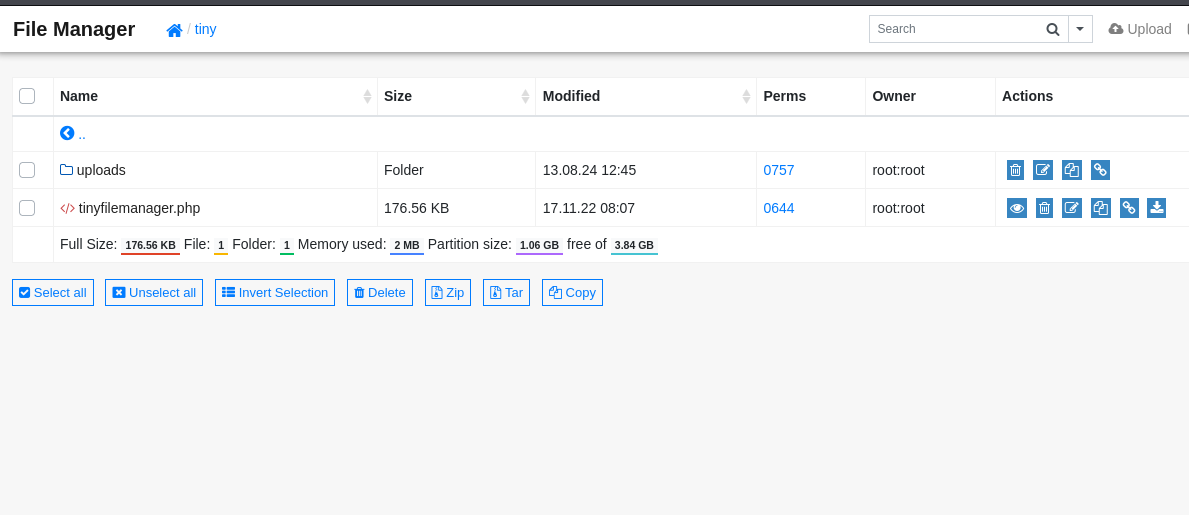 File Manager / tiny Search Upload
Name Size Modified Perms Owner Actions
..
uploads Folder 13.08.24 12:45 0757 root:root
</> tinyfilemanager.php 176.56 KB 17.11.22 08:07 0644 root:root
Full Size: 176.56 KB File: 1 Folder: 1 Memory used: 2 MB Partition size: 1.06 GB free of 3.84 GB
Select all Unselect all Invert Selection Delete Zip Tar Copy